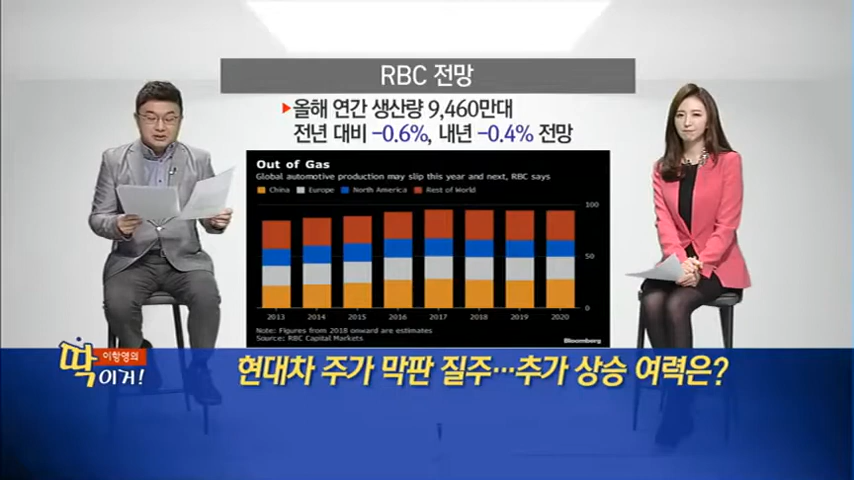 RBC 전망
▶올해 연간 생산량 9,460만대
전년 대비 -0.6%, 내년 -0.4% 전망
Out of Gas
Global automotive production may slip this year and next, RBC says
China Europe North America Rest of World
100
50
0
2013 2014 2015 2016 2017 2018 2019 2020
Note: Figures from 2018 onward are estimates
Source: RBC Capital Markets
Bloomberg
이항영의
딱 이거!
현대차 주가 막판 질주…추가 상승 여력은?